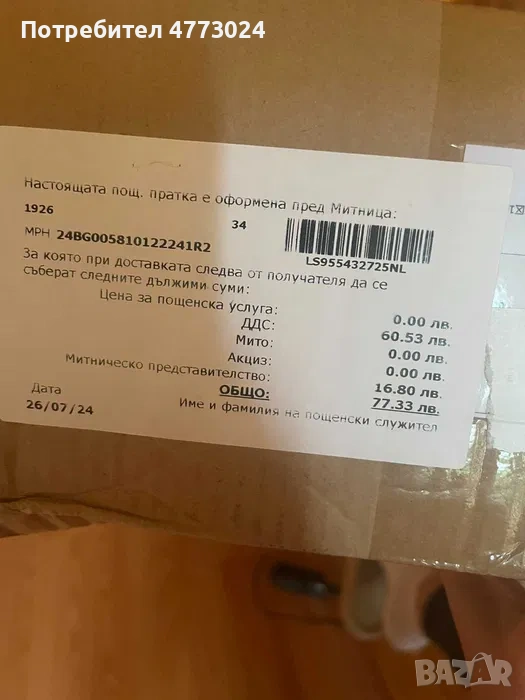 Потребител 4773024
Настоящата пощ. пратка е оформена пред Митница:
1926 34
МРН 24BG005810122241R2
LS955432725NL
За която при доставката следва от получателя да се
съберат следните дължими суми:
Цена за пощенска услуга: 0.00 лв.
ДДС: 60.53 лв.
Мито: 0.00 лв.
Акциз: 0.00 лв.
Митническо представителство: 16.80 лв.
ОБЩО: 77.33 лв.
Дата
26/07/24
Име и фамилия на пощенски служител
BAZAR